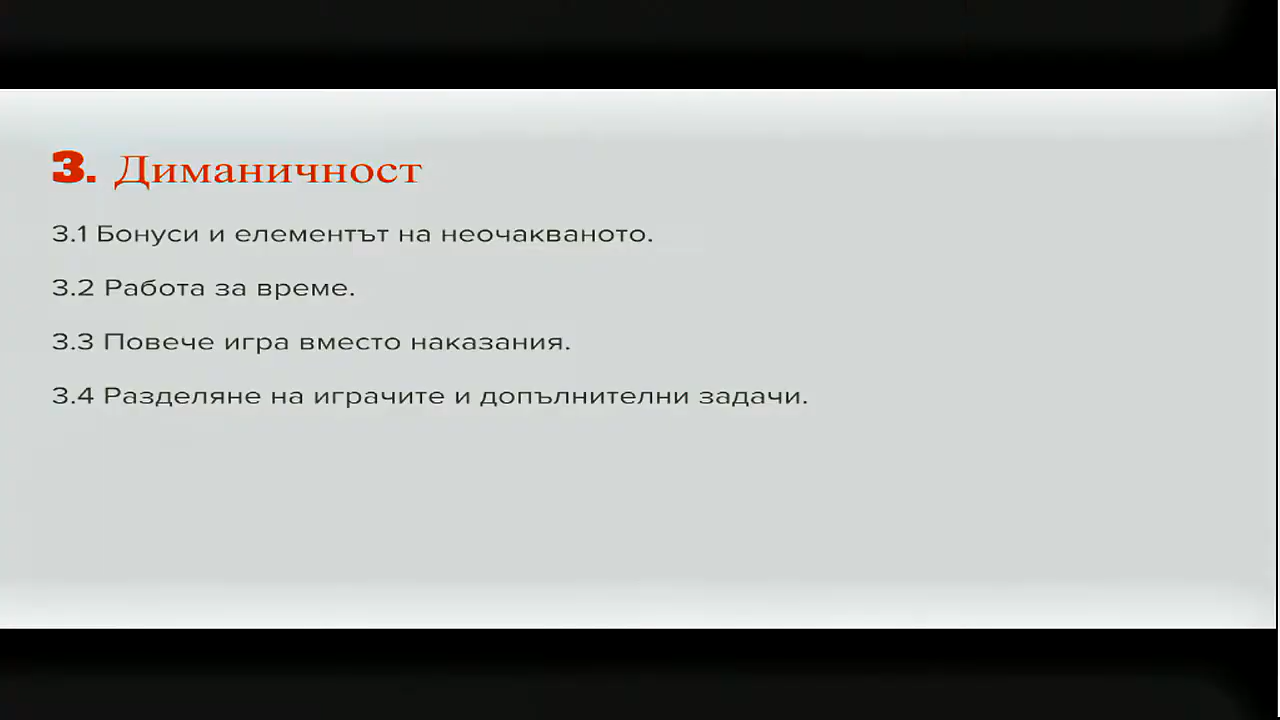 3. Диманичност
3.1 Бонуси и елементът на неочакваното.
3.2 Работа за време.
3.3 Повече игра вместо наказания.
3.4 Разделяне на играчите и допълнителни задачи.